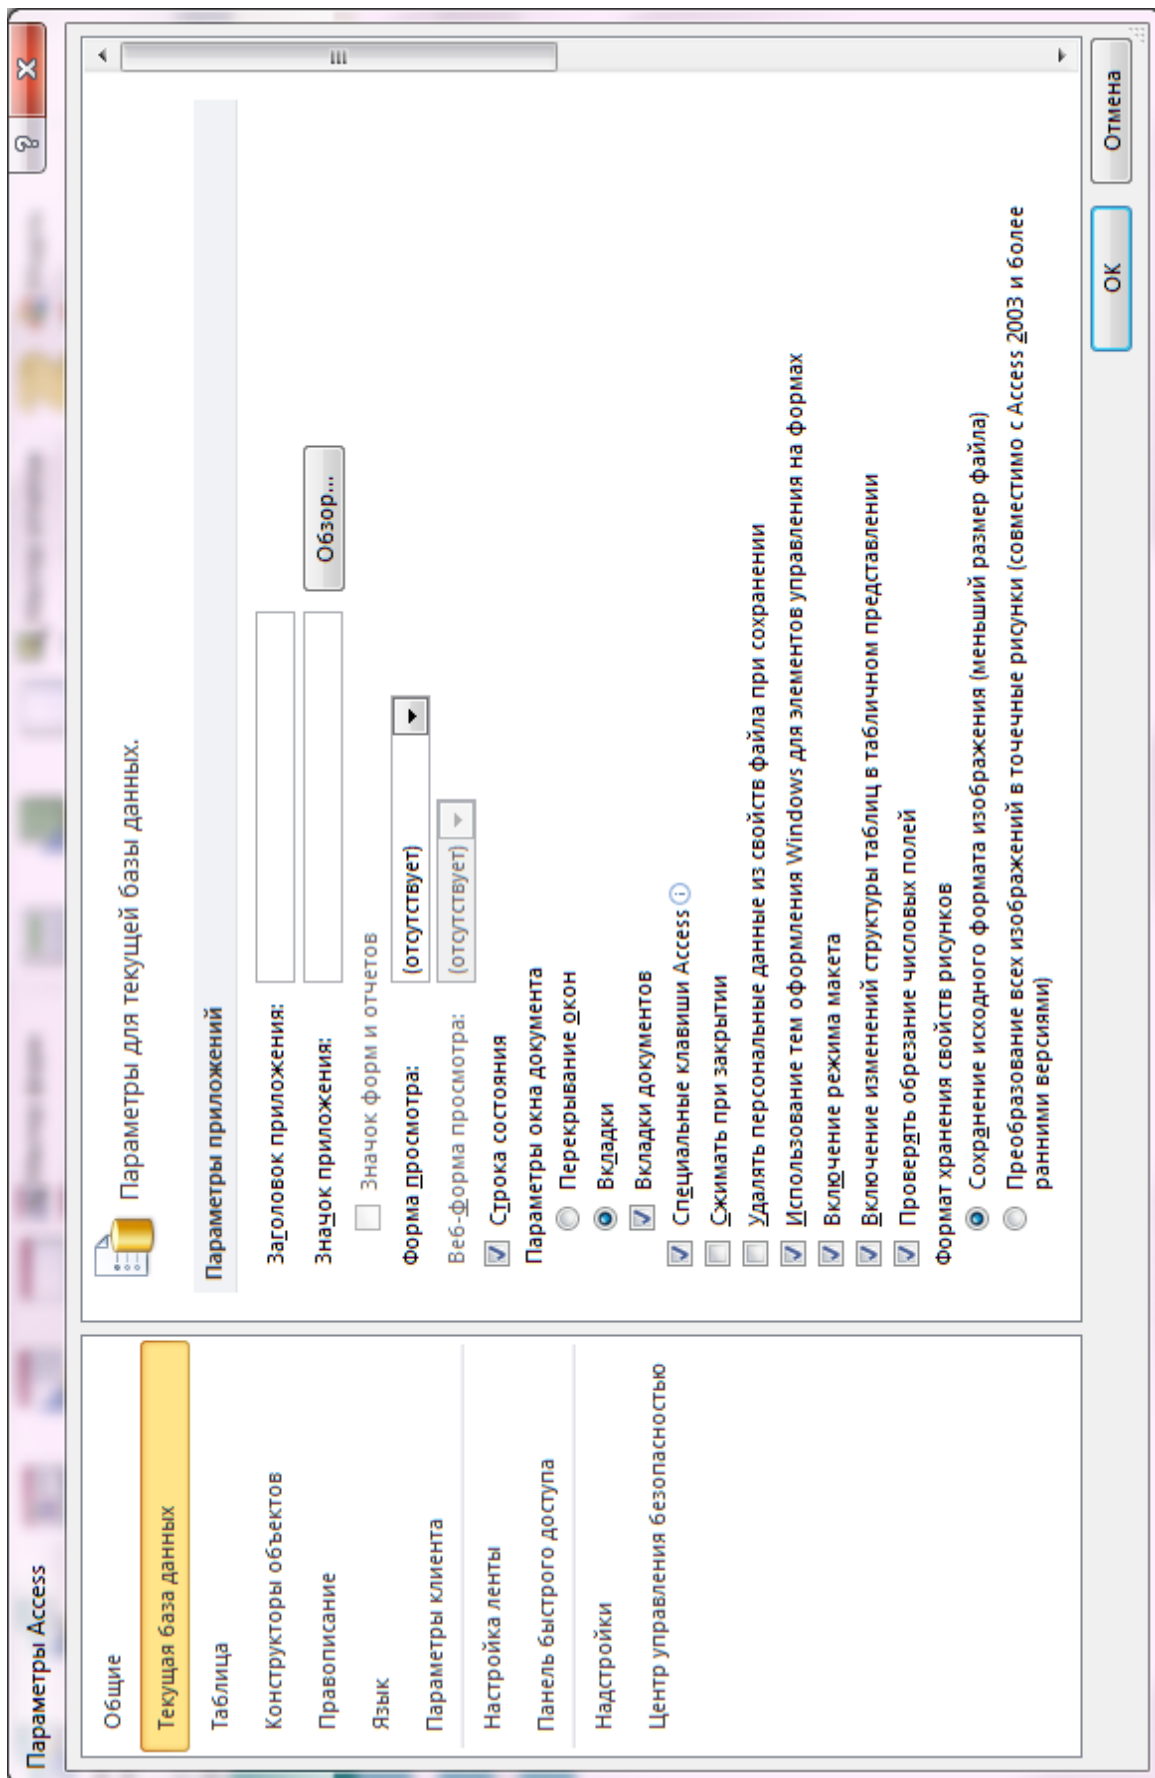 Параметры Access
Общие
Текущая база данных
Таблица
Конструкторы объектов
Правописание
Язык
Параметры клиента
Настройка ленты
Панель быстрого доступа
Надстройки
Центр управления безопасностью
Параметры для текущей базы данных.
Параметры приложений
Заголовок приложения:
Значок приложения:
Обзор...
Значок форм и отчетов
Форма просмотра: (отсутствует)
Веб-форма просмотра: (отсутствует)
Строка состояния
Параметры окна документа
Перекрывание окон
Вкладки
Вкладки документов
Специальные клавиши Access
Сжимать при закрытии
Удалять персональные данные из свойств файла при сохранении
Использование тем оформления Windows для элементов управления на формах
Включение режима макета
Включение изменений структуры таблиц в табличном представлении
Проверять обрезание числовых полей
Формат хранения свойств рисунков
Сохранение исходного формата изображения (меньший размер файла)
Преобразование всех изображений в точечные рисунки (совместимо с Access 2003 и более
ранними версиями)
ОК
Отмена